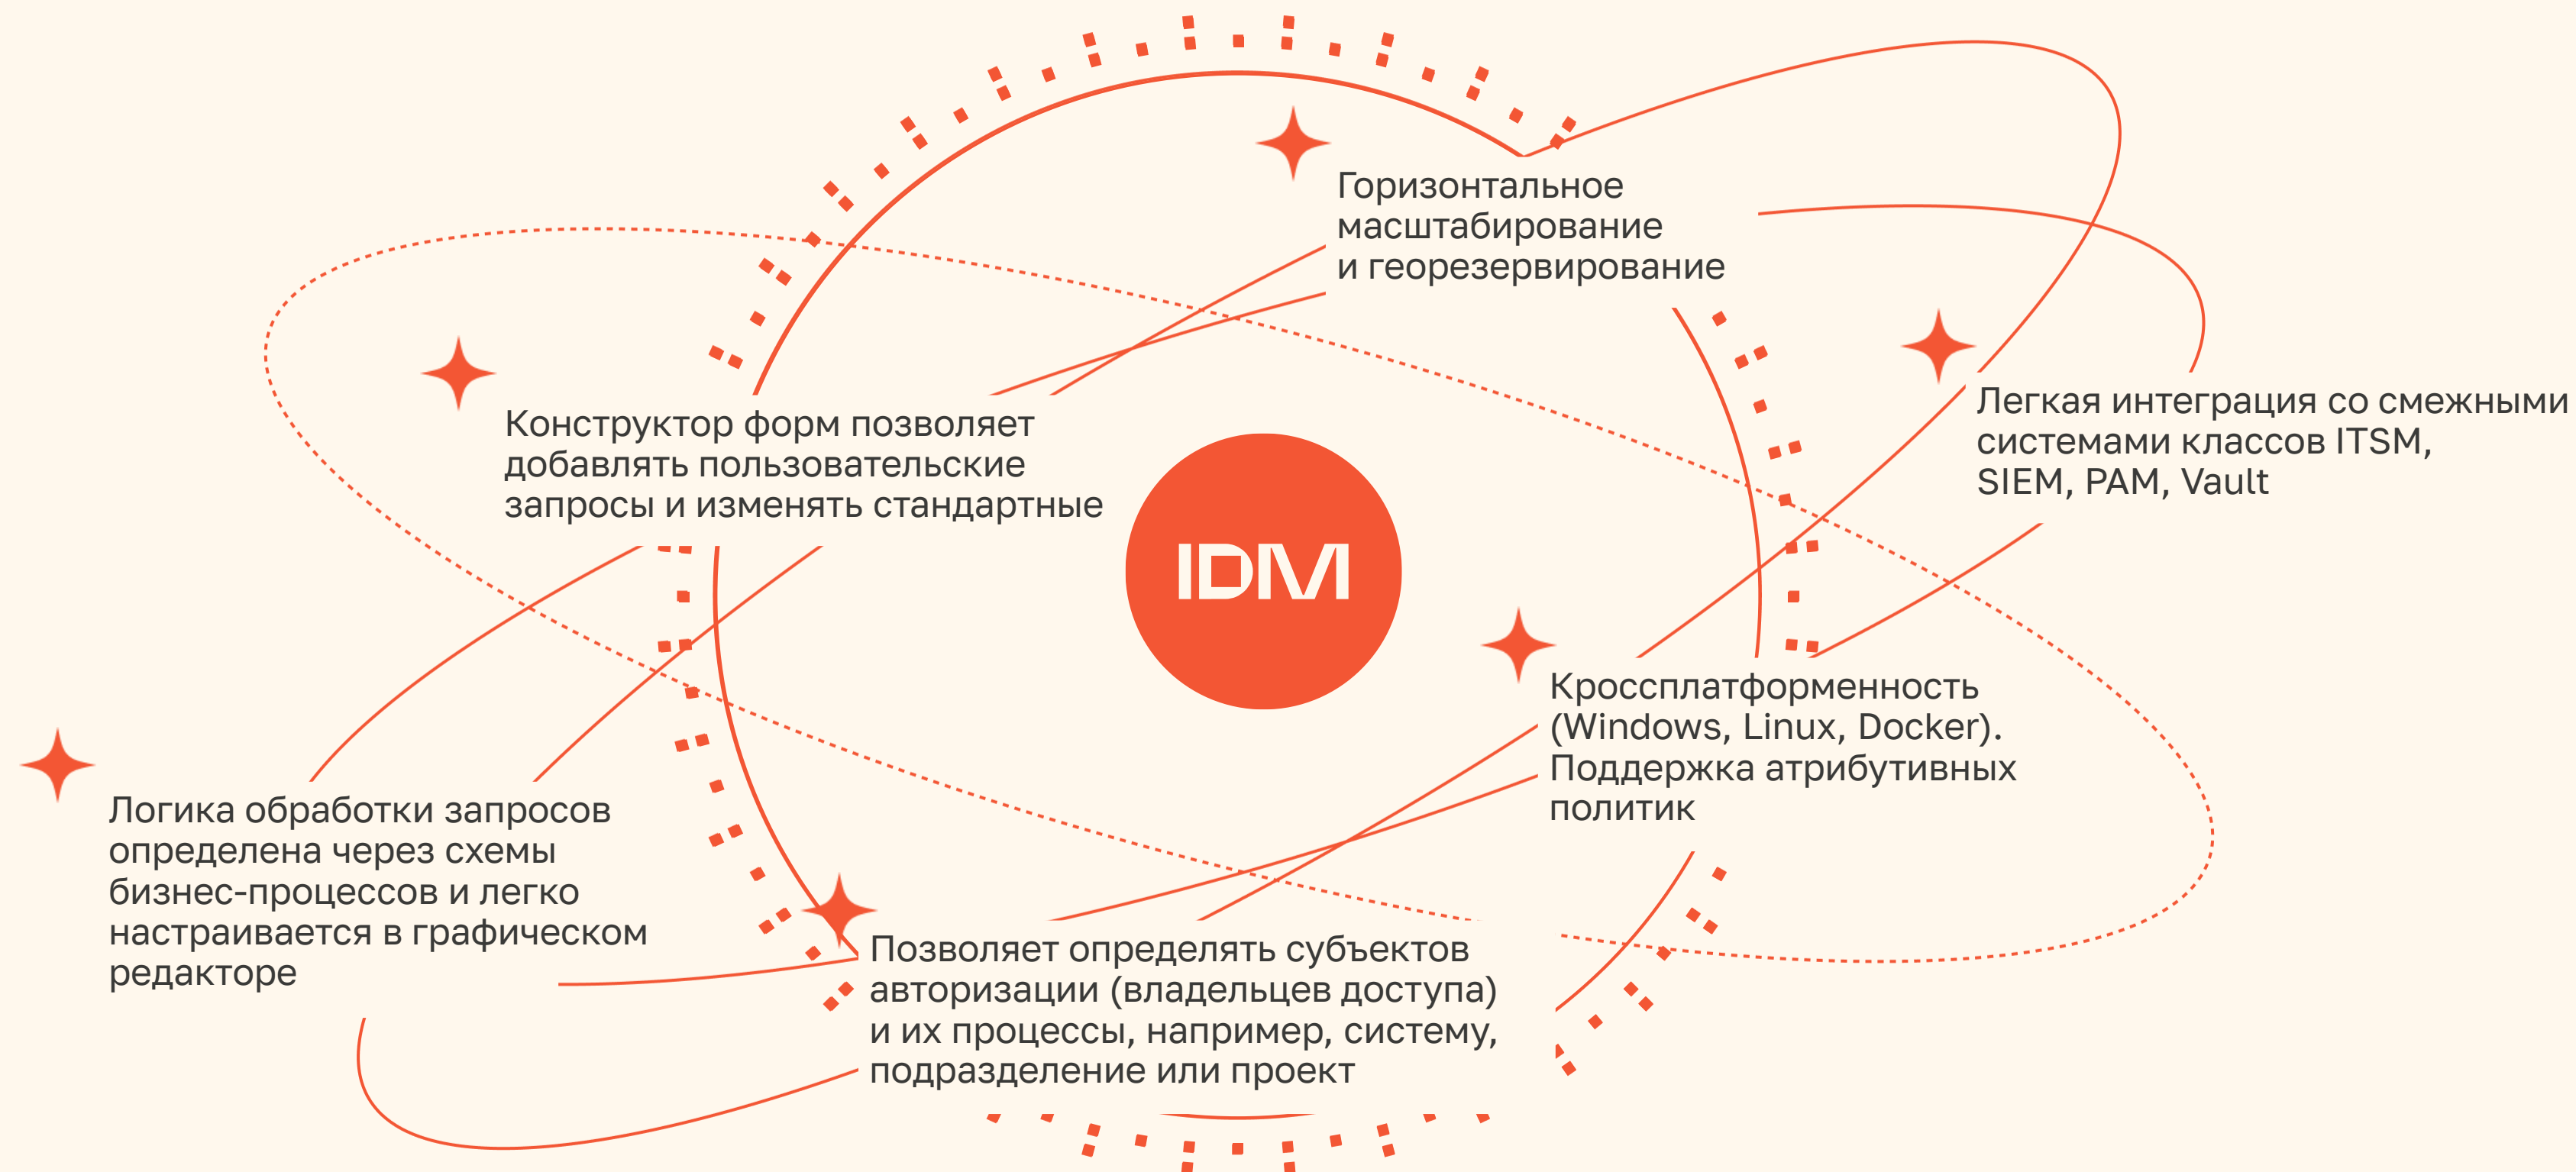 Горизонтальное
масштабирование
и георезервирование
Конструктор форм позволяет
добавлять пользовательские
запросы и изменять стандартные
Легкая интеграция со смежными
системами классов ITSM,
SIEM, PAM, Vault
IDM
Кроссплатформенность
(Windows, Linux, Docker).
Поддержка атрибутивных
политик
Логика обработки запросов
определена через схемы
бизнес-процессов и легко
настраивается в графическом
редакторе
Позволяет определять субъектов
авторизации (владельцев доступа)
и их процессы, например, систему,
подразделение или проект